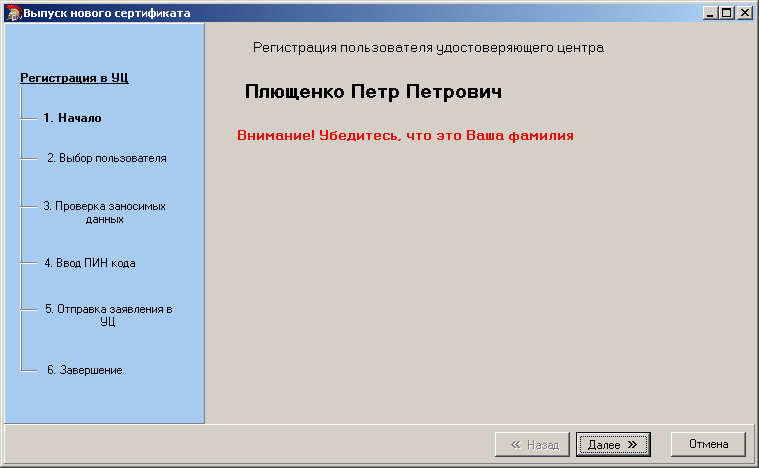 Выпуск нового сертификата
Регистрация в УЦ
1. Начало
2. Выбор пользователя
3. Проверка заносимых
данных
4. Ввод ПИН кода
5. Отправка заявления в
УЦ
6. Завершение
Регистрация пользователя удостоверяющего центра
Плющенко Петр Петрович
Внимание! Убедитесь, что это Ваша фамилия
« Назад
Далее »
Отмена